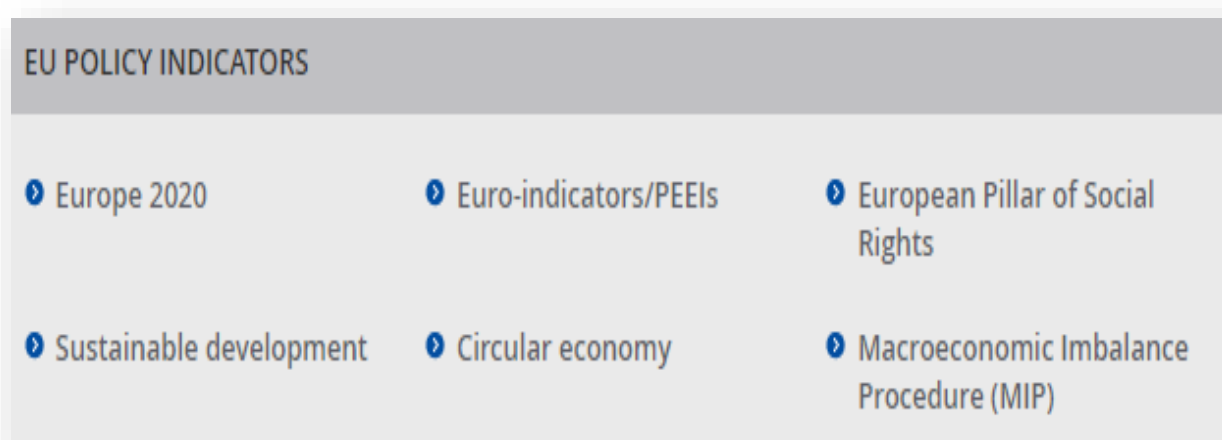 EU POLICY INDICATORS
Europe 2020
Euro-indicators/PEEIs
European Pillar of Social
Rights
Sustainable development
Circular economy
Macroeconomic Imbalance
Procedure (MIP)